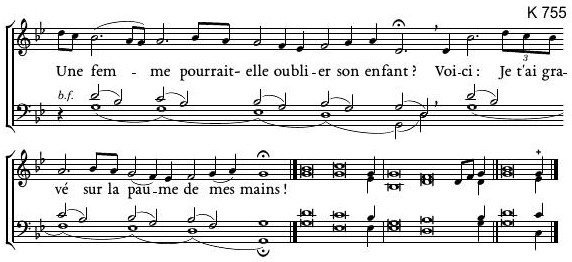 K 755
Une fem - me pourrait-elle oubli-er son enfant ? Voi-ci : Je t'ai gra-
b.f.
3
vé sur la pau-me de mes mains !